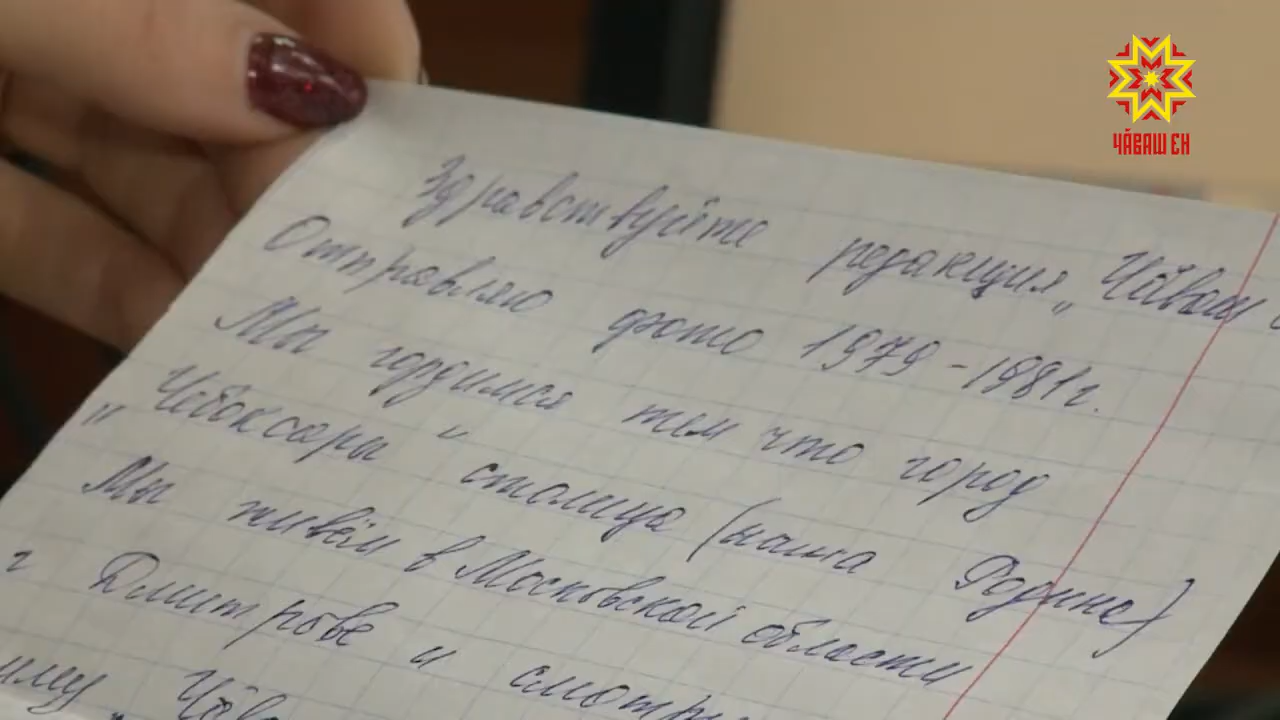 ЧӐВАШ ЕН
Здравствуйте редакция „Чӑваш
Отправляю фото 1979-1981г.
Мы гордимся тем что город
"Чебоксары" столица (наша Родина)
Мы живём в Московской области
г Дмитрове и смотр